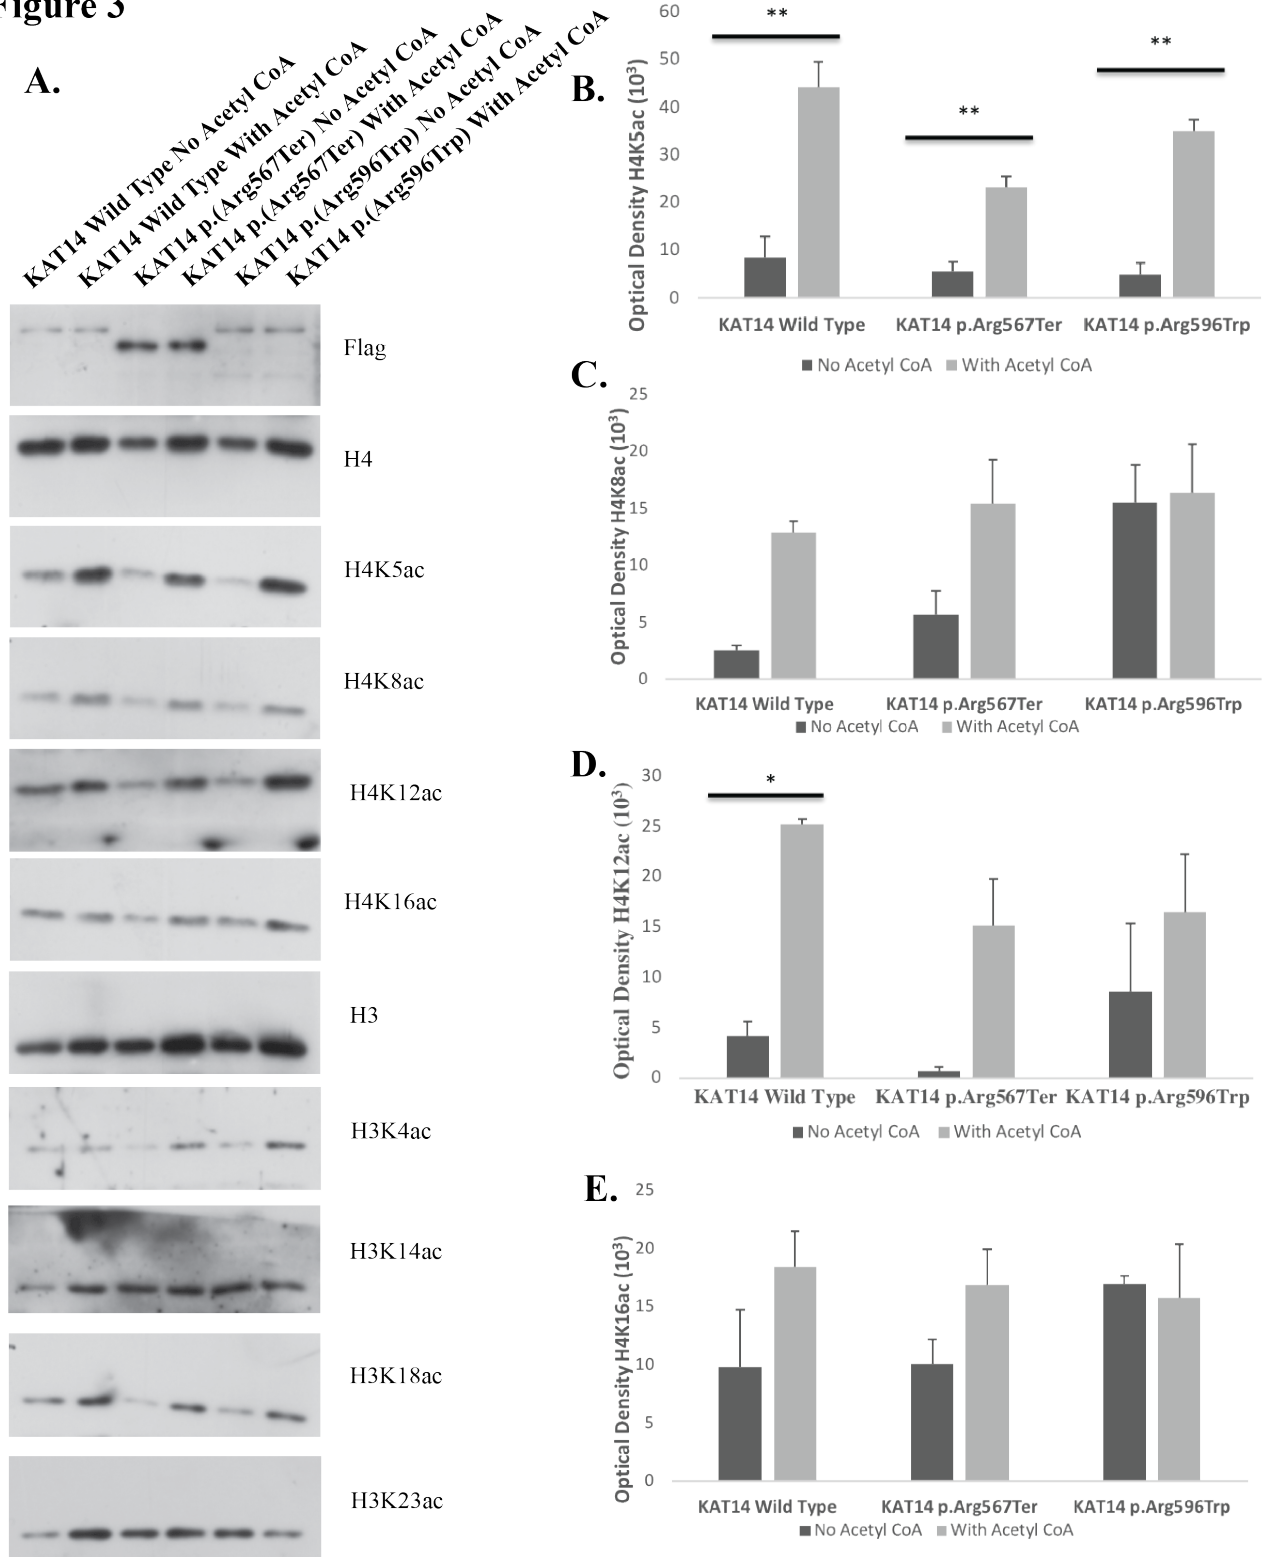 Figure 3
A.
KAT14 Wild Type No Acetyl CoA
KAT14 Wild Type With Acetyl CoA
KAT14 p.(Arg567Ter) No Acetyl CoA
KAT14 p.(Arg567Ter) With Acetyl CoA
KAT14 p.(Arg596Trp) No Acetyl CoA
KAT14 p.(Arg596Trp) With Acetyl CoA
Flag
H4
H4K5ac
H4K8ac
H4K12ac
H4K16ac
H3
H3K4ac
H3K14ac
H3K18ac
H3K23ac
B.
Optical Density H4K5ac (10³)
60
50
40
30
20
10
0
**
**
**
KAT14 Wild Type KAT14 p.Arg567Ter KAT14 p.Arg596Trp
No Acetyl CoA With Acetyl CoA
C.
Optical Density H4K8ac (10³)
25
20
15
10
5
0
KAT14 Wild Type KAT14 p.Arg567Ter KAT14 p.Arg596Trp
No Acetyl CoA With Acetyl CoA
D.
Optical Density H4K12ac (10³)
30
25
20
15
10
5
0
*
KAT14 Wild Type KAT14 p.Arg567Ter KAT14 p.Arg596Trp
No Acetyl CoA With Acetyl CoA
E.
Optical Density H4K16ac (10³)
25
20
15
10
5
0
KAT14 Wild Type KAT14 p.Arg567Ter KAT14 p.Arg596Trp
No Acetyl CoA With Acetyl CoA